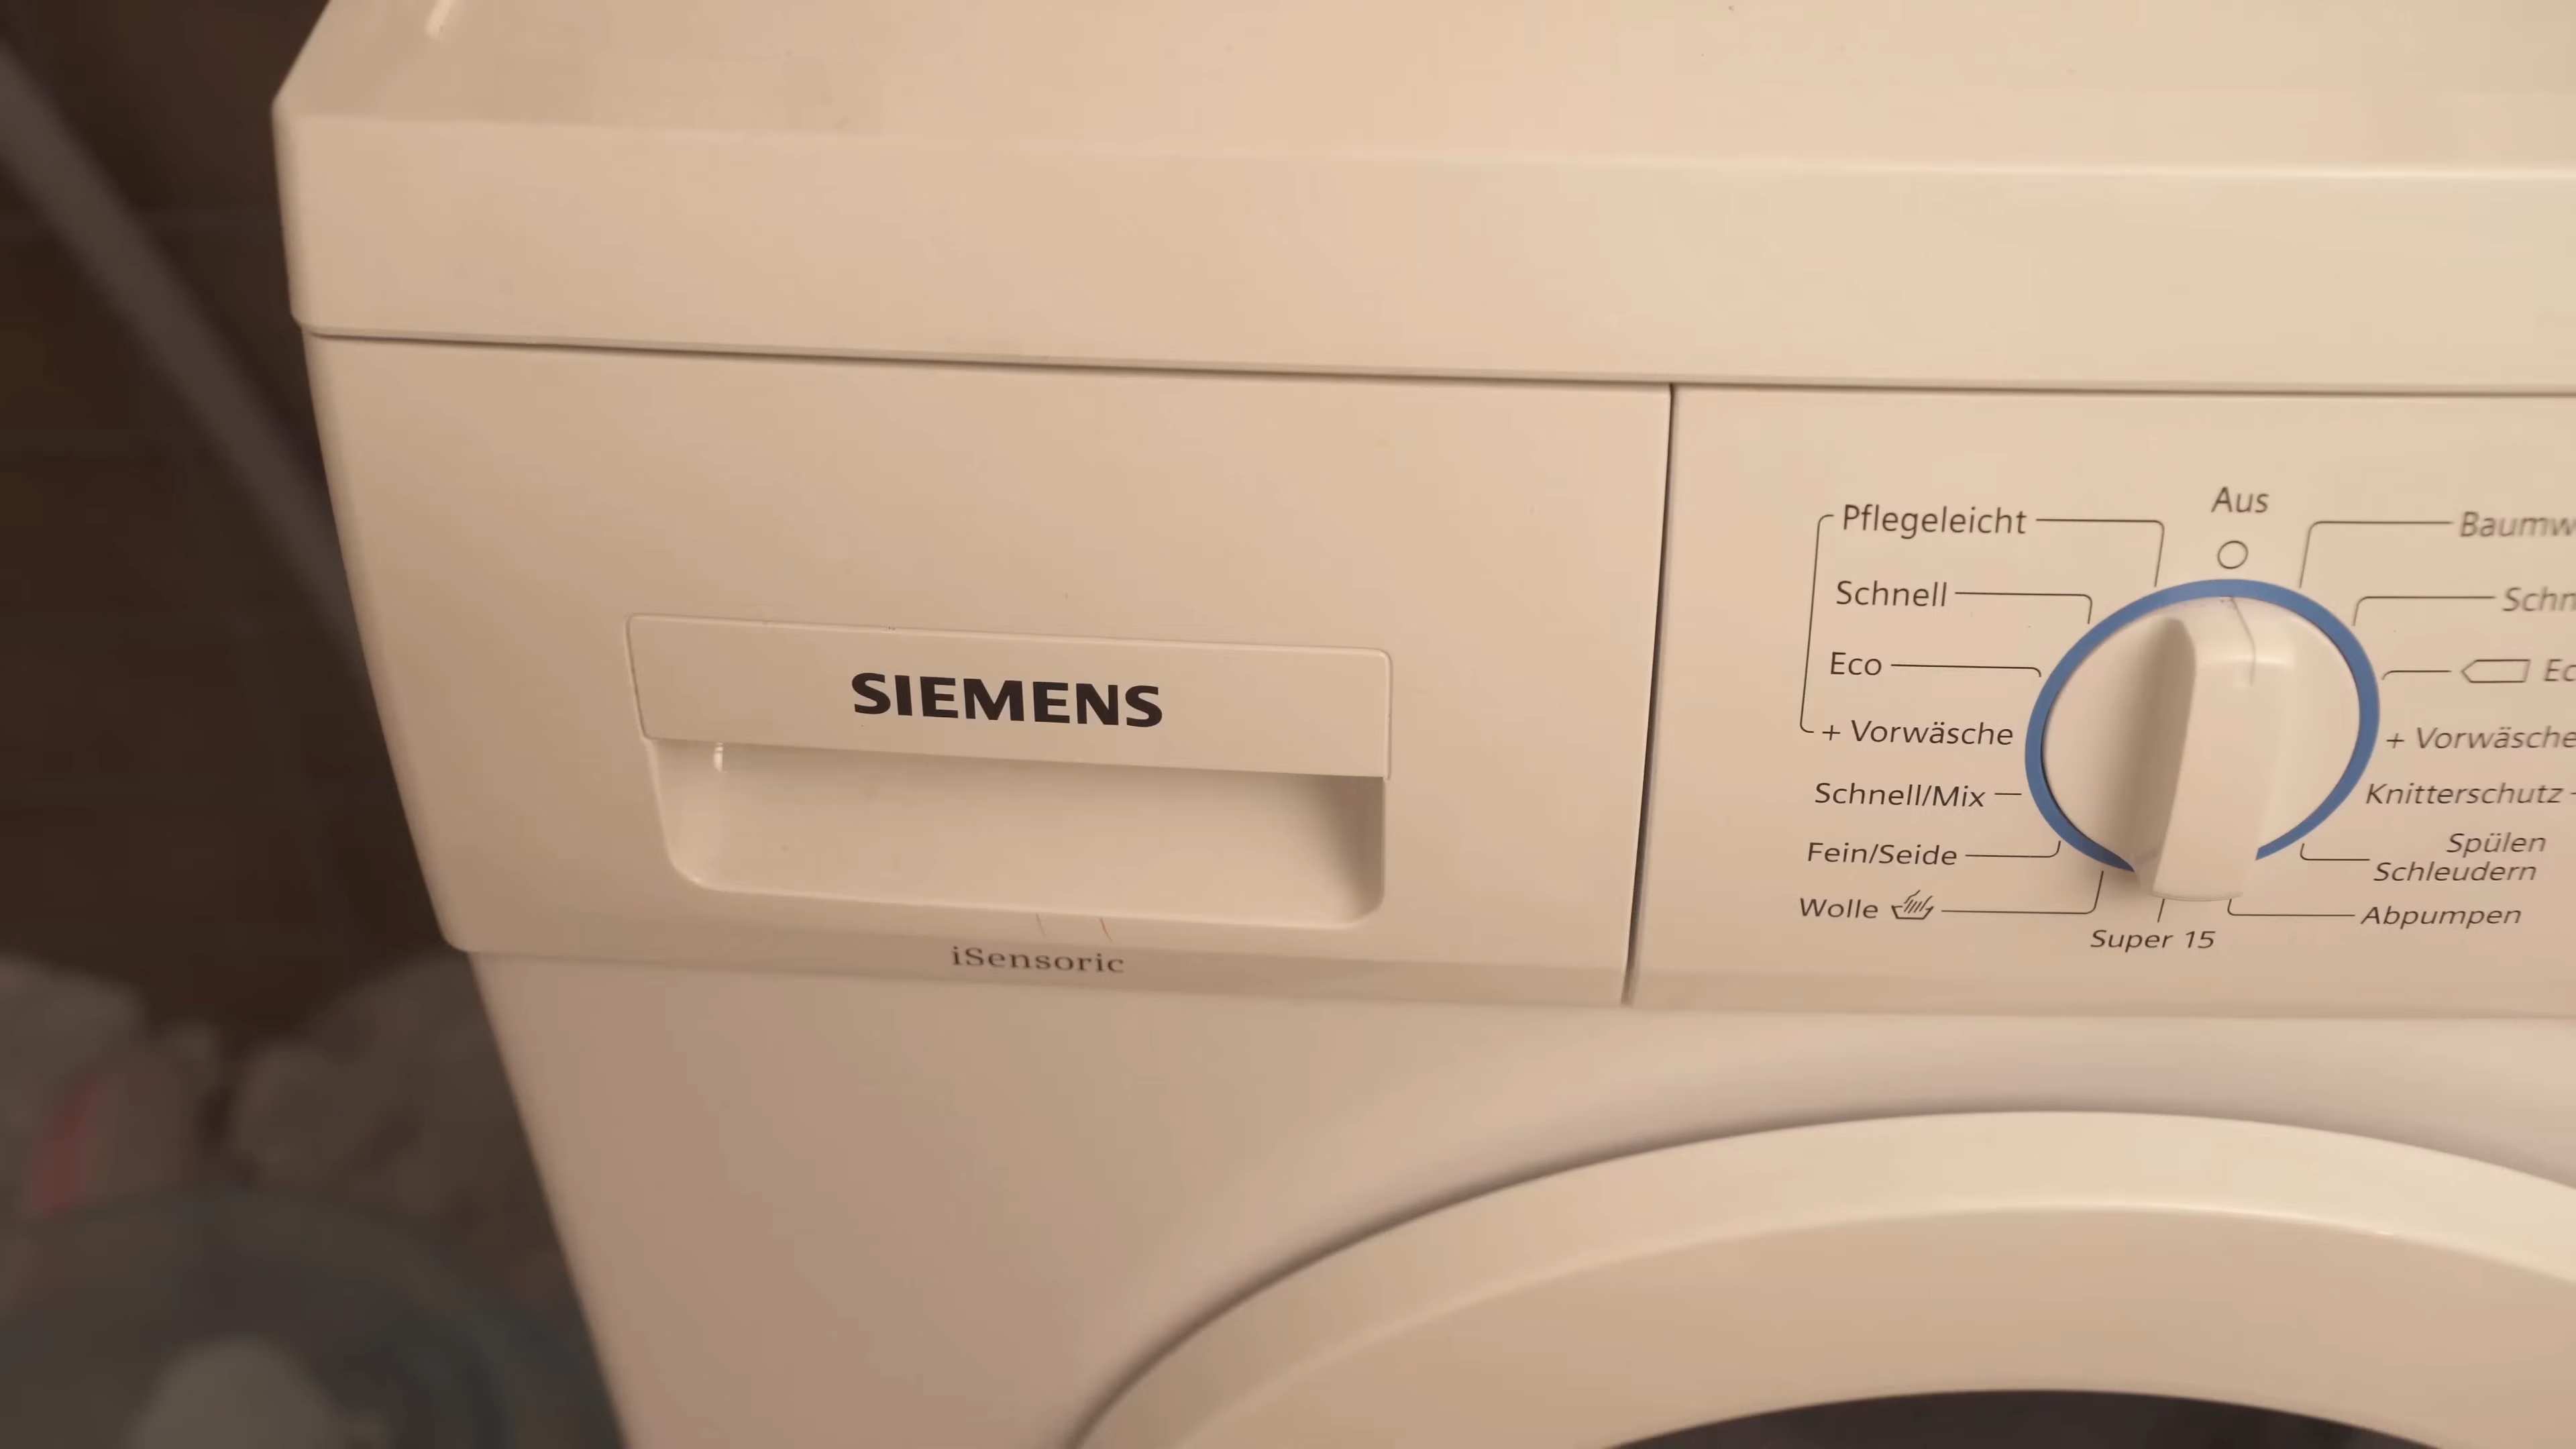 SIEMENS
iSensoric
Aus
Pflegeleicht
Schnell
Eco
+ Vorwäsche
Schnell/Mix
Fein/Seide
Wolle
Super 15
+ Vorwäsche
Knitterschutz
Spülen
Schleudern
Abpumpen